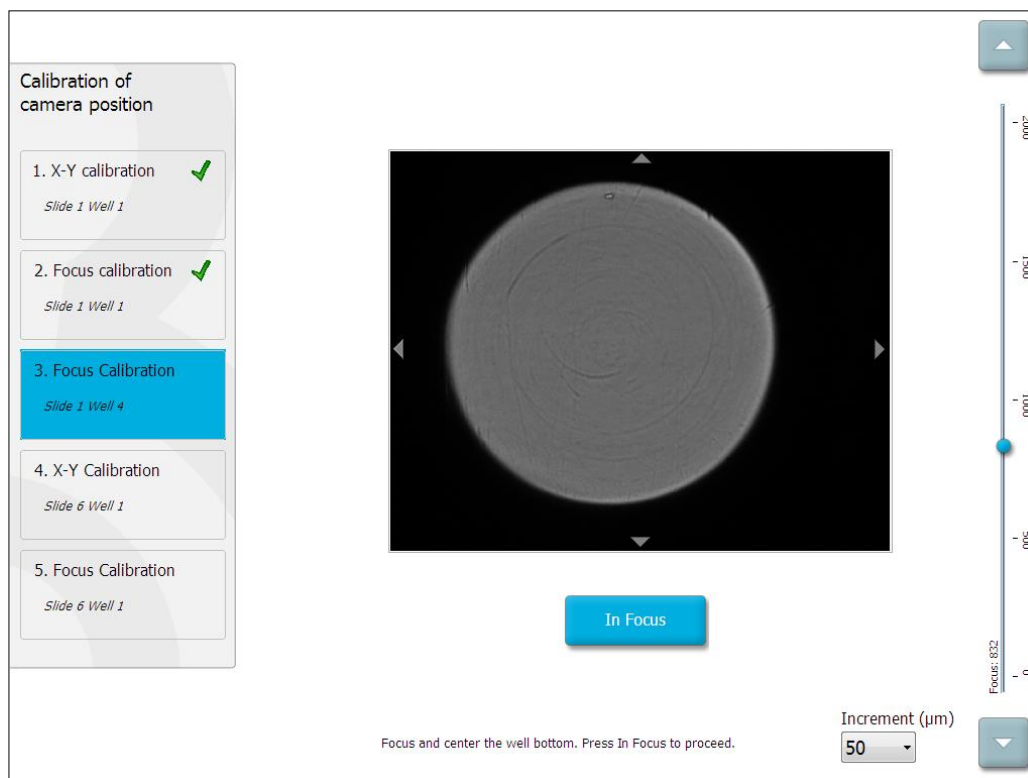 Calibration of
camera position
1. X-Y calibration
Slide 1 Well 1
2. Focus calibration
Slide 1 Well 1
3. Focus Calibration
Slide 1 Well 4
4. X-Y Calibration
Slide 6 Well 1
5. Focus Calibration
Slide 6 Well 1
In Focus
Focus and center the well bottom. Press In Focus to proceed.
2000
1500
1000
500
0
Focus: 832
Increment (μm)
50